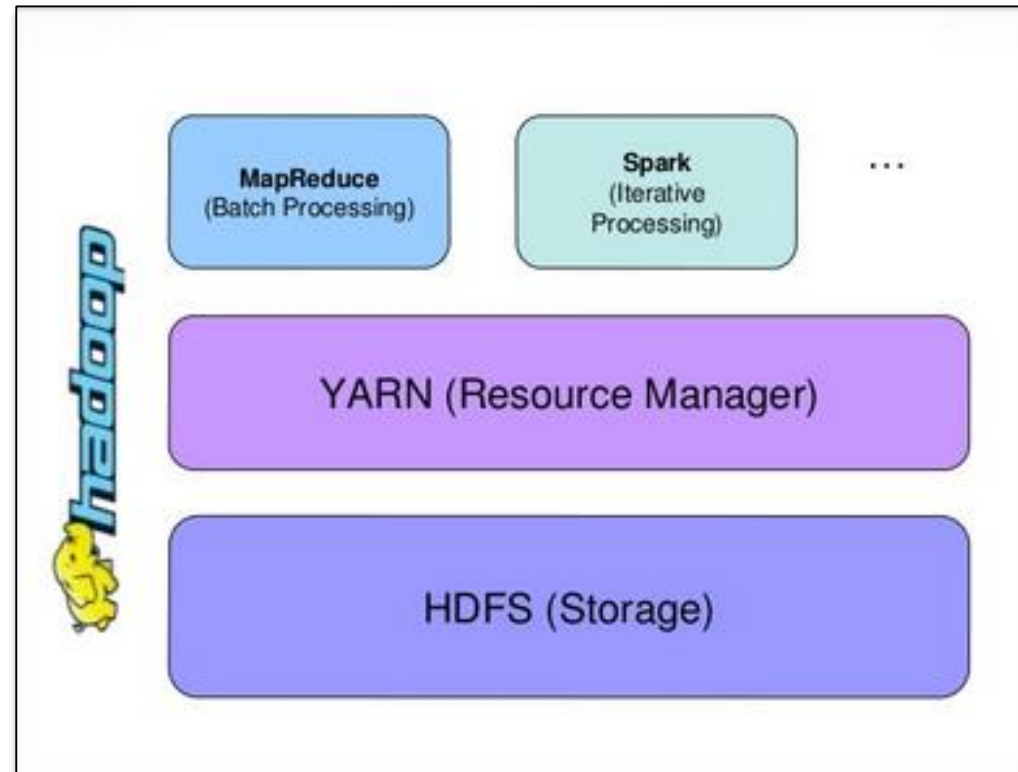 MapReduce
(Batch Processing)
Spark
(Iterative
Processing)
...
hadoop
YARN (Resource Manager)
HDFS (Storage)